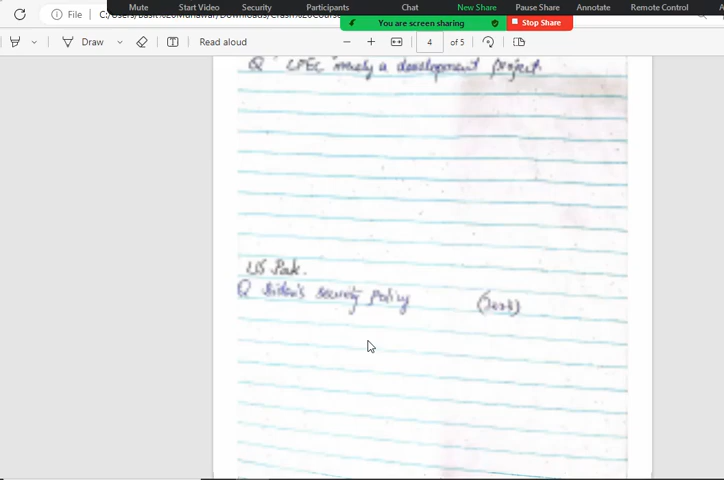 Mute Start Video Security Participants Chat New Share Pause Share Annotate Remote Control
You are screen sharing Stop Share
File
Draw Read aloud 4 of 5
Q CPEC merely a development project.
US Pak.
Q Biden's security policy